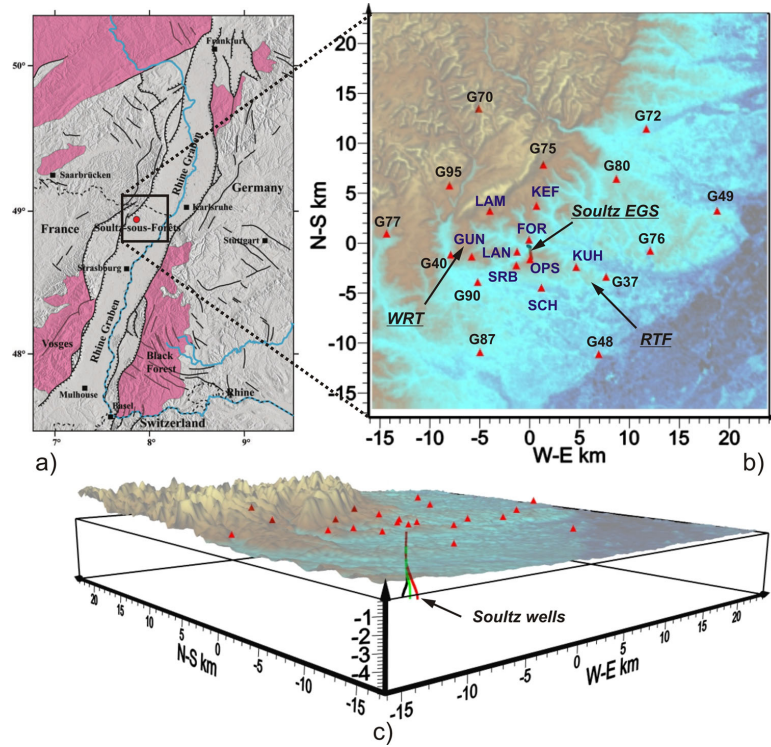 Frankfurt
50°
Saarbrücken
Rhine Graben
Germany
49°
Karlsruhe
Soultz-sous-Forêts
France
Stuttgart
Strasbourg
Rhine Graben
Vosges
Black
Forest
48°
Mulhouse
Rhine
Basel
Switzerland
7°
8°
9°
a)
N-S km
20
15
10
5
0
-5
-10
-15
G70
G72
G75
G95
G80
KEF
LAM
G49
Soultz EGS
G77
FOR
GUN
G76
LAN
KUH
G40
OPS
SRB
G37
G90
SCH
WRT
RTF
G87
G48
-15
-10
-5
0
5
10
15
20
W-E km
b)
Soultz wells
-1
-2
-3
-4
20
15
10
5
0
-5
-10
-15
N-S km
-15
-10
-5
0
5
10
15
20
W-E km
c)